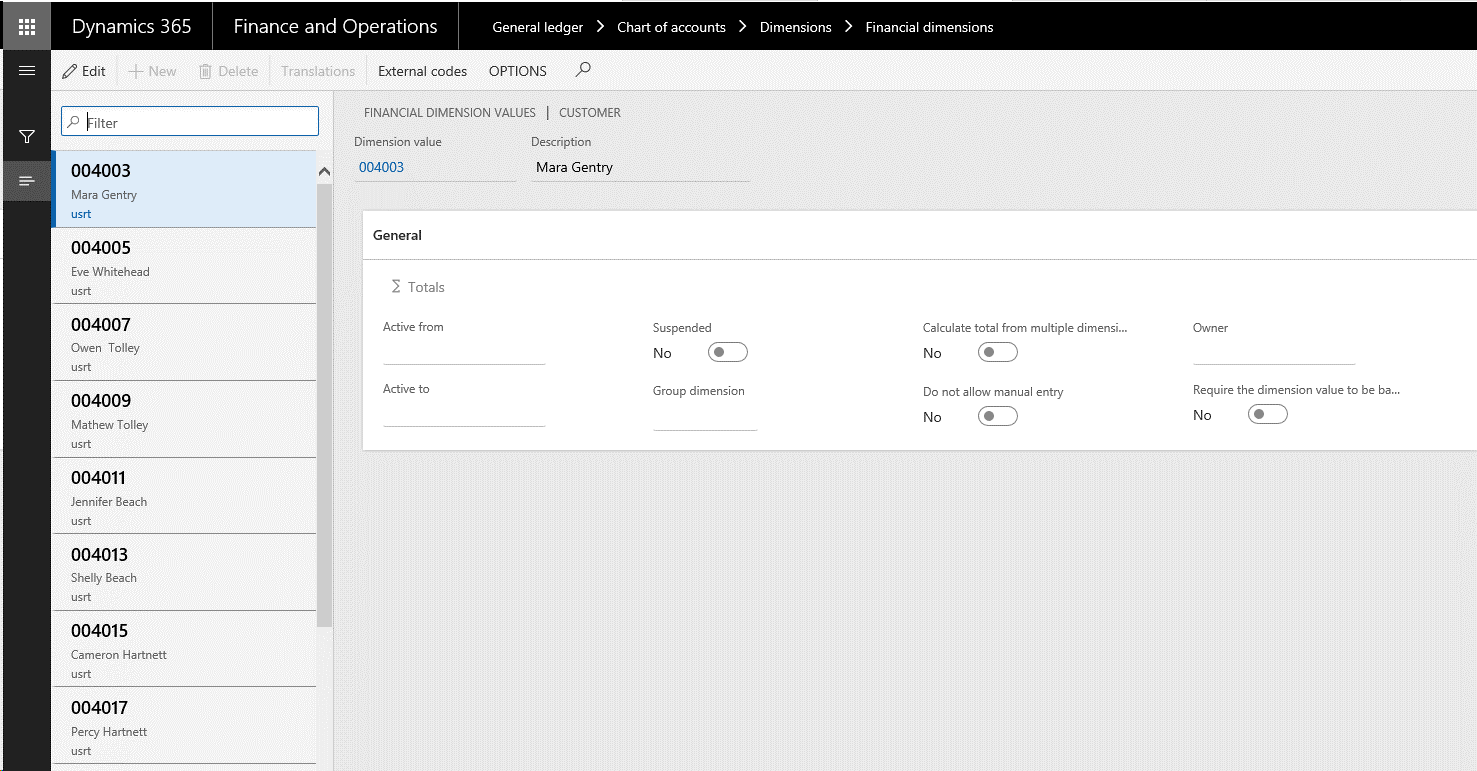 Dynamics 365 Finance and Operations General ledger > Chart of accounts > Dimensions > Financial dimensions
Edit + New Delete Translations External codes OPTIONS
Filter
004003
Mara Gentry
usrt
004005
Eve Whitehead
usrt
004007
Owen Tolley
usrt
004009
Mathew Tolley
usrt
004011
Jennifer Beach
usrt
004013
Shelly Beach
usrt
004015
Cameron Hartnett
usrt
004017
Percy Hartnett
usrt
FINANCIAL DIMENSION VALUES | CUSTOMER
Dimension value Description
004003 Mara Gentry
General
Σ Totals
Active from
Active to
Suspended
No
Group dimension
Calculate total from multiple dimensi...
No
Do not allow manual entry
No
Owner
Require the dimension value to be ba...
No